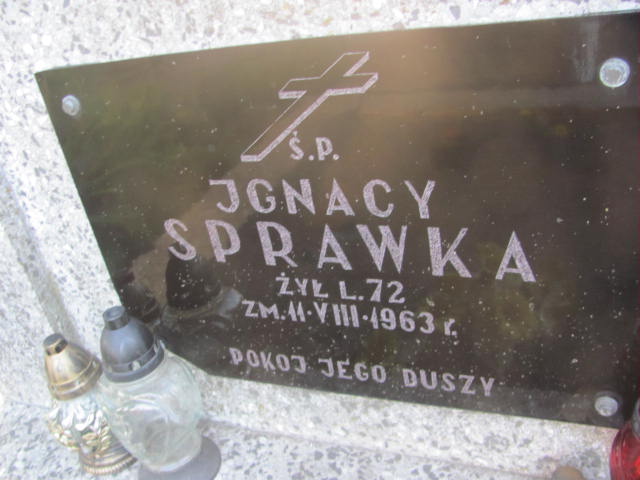 Ś.P.
JGNACY
SPRAWKA
ŻYŁ L.72
ZM.11.VIII.1963 r.
POKOJ JEGO DUSZY